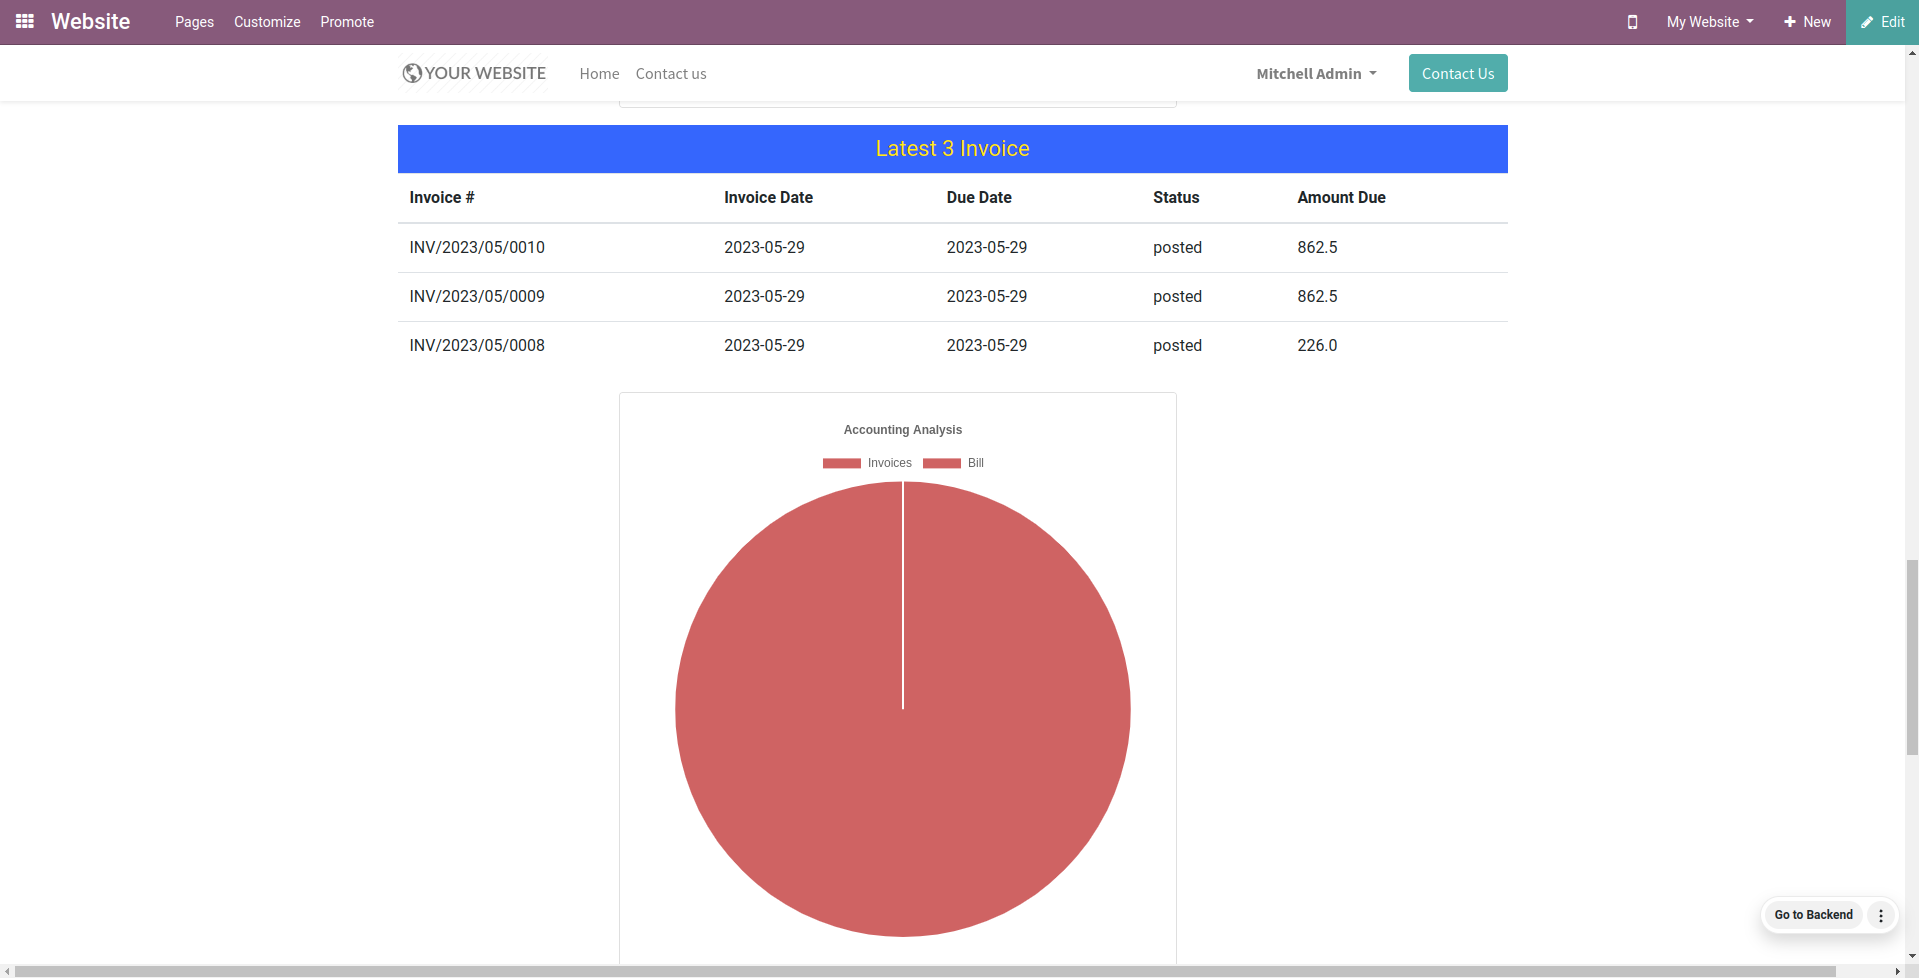 Website Pages Customize Promote My Website New Edit
YOUR WEBSITE Home Contact us Mitchell Admin Contact Us
Latest 3 Invoice
Invoice # Invoice Date Due Date Status Amount Due
INV/2023/05/0010 2023-05-29 2023-05-29 posted 862.5
INV/2023/05/0009 2023-05-29 2023-05-29 posted 862.5
INV/2023/05/0008 2023-05-29 2023-05-29 posted 226.0
Accounting Analysis
Invoices Bill
Go to Backend